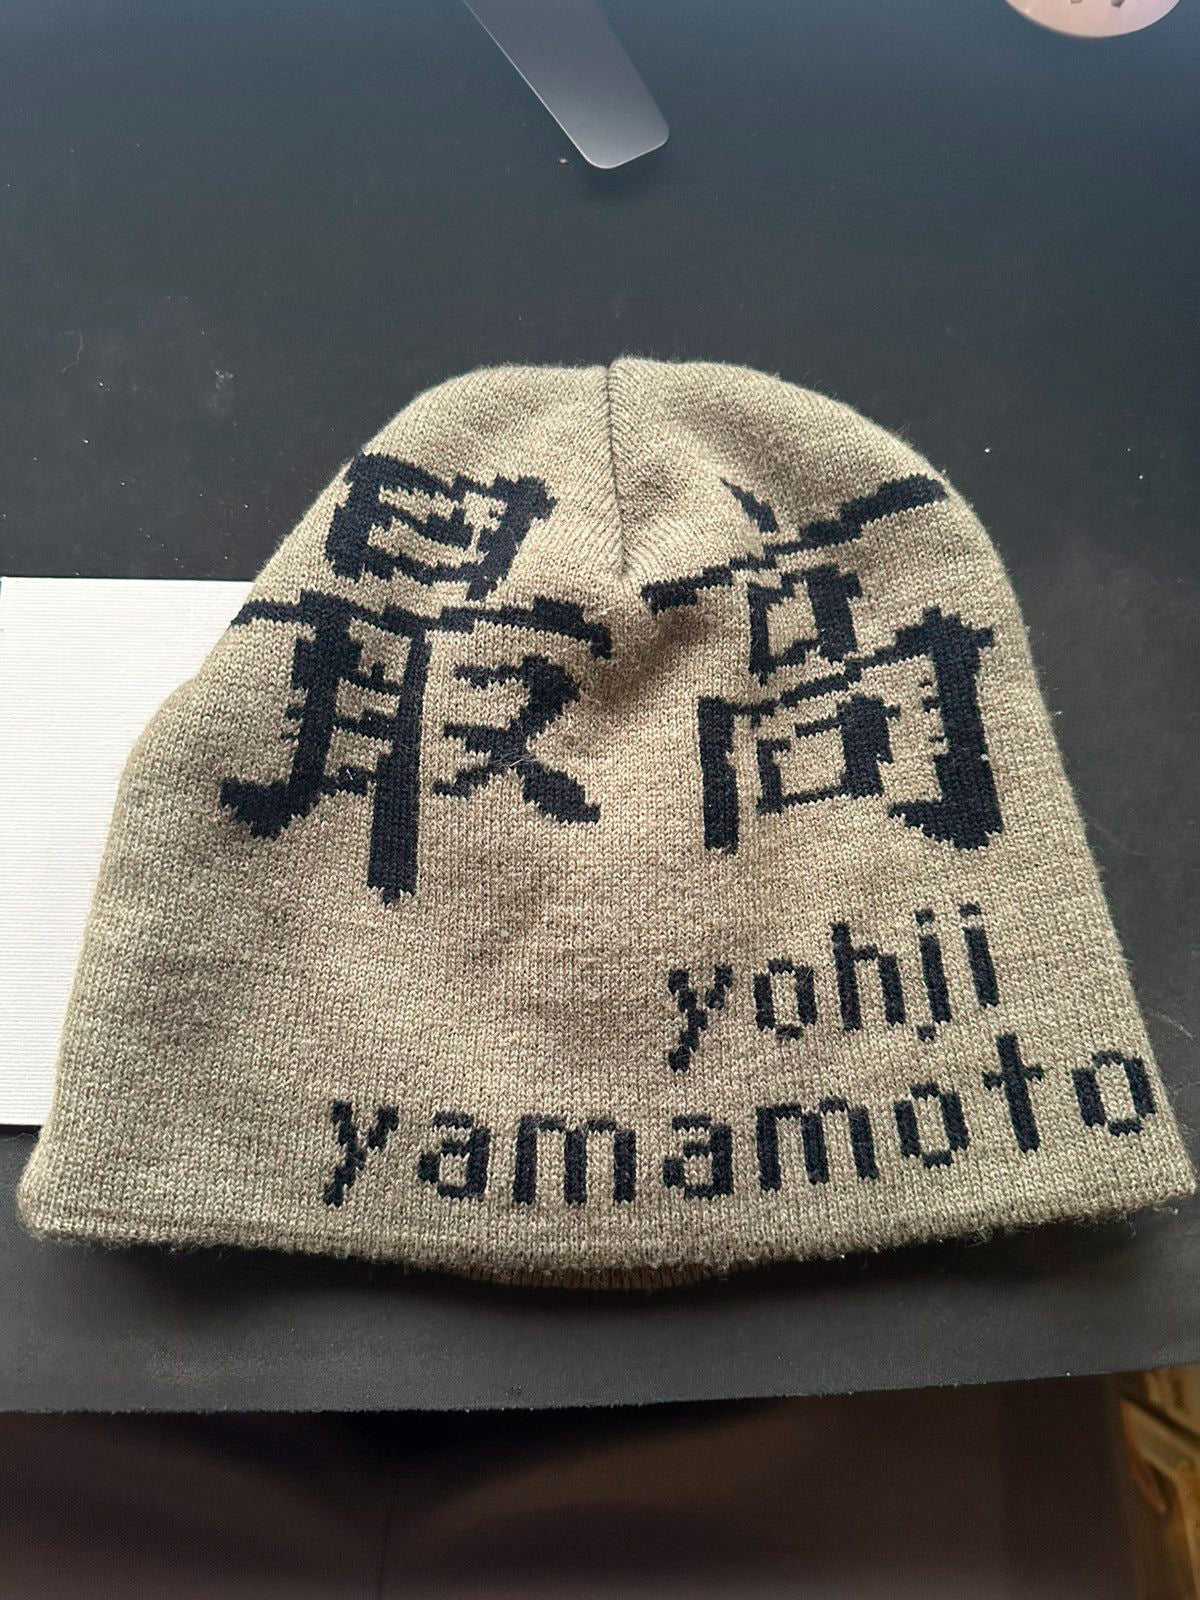 最高
yohji
yamamoto